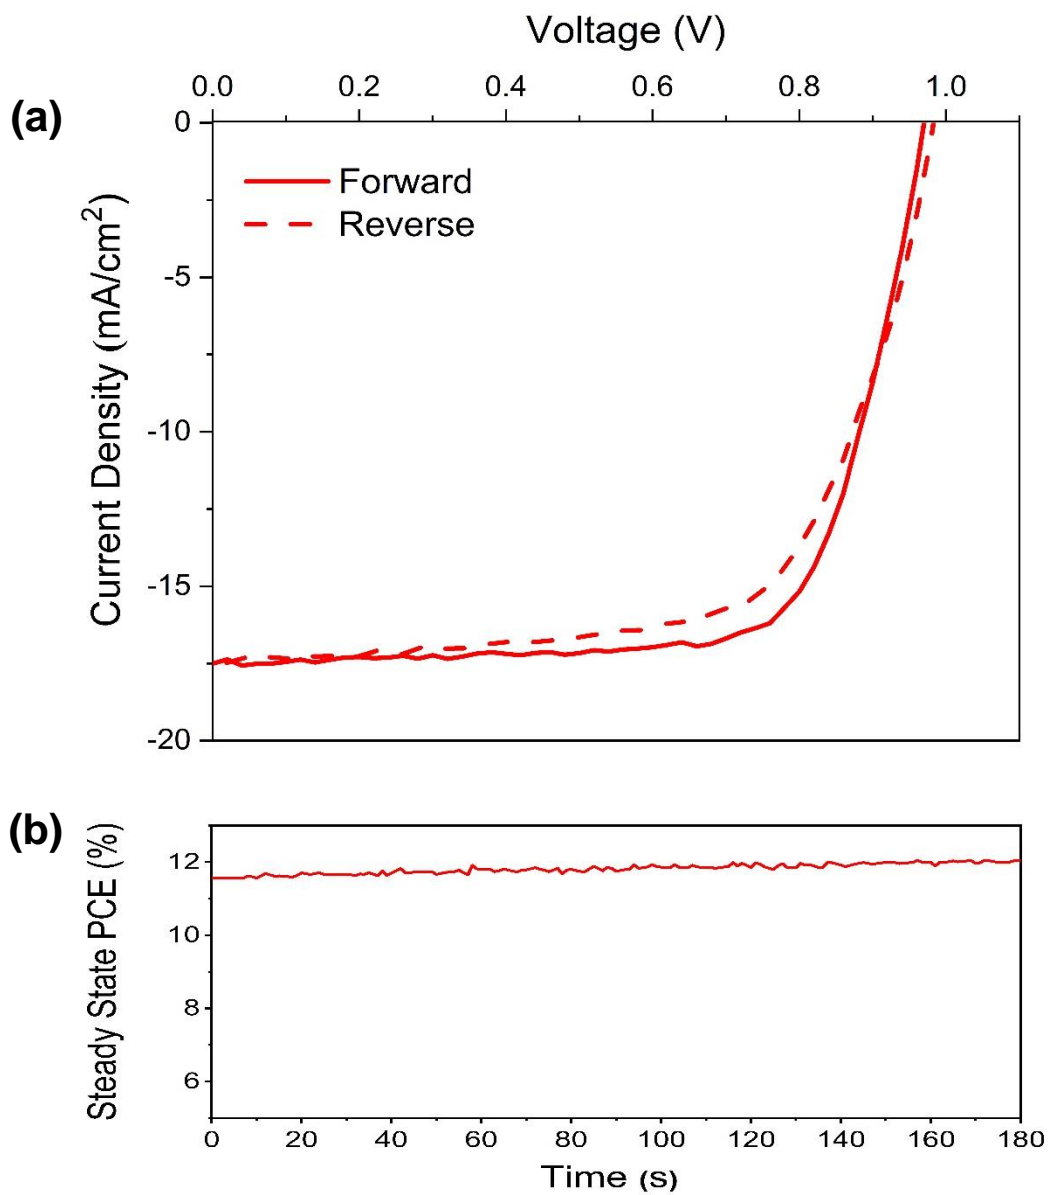 Voltage (V)
0.0 0.2 0.4 0.6 0.8 1.0
(a)
0
Forward
Reverse
-5
-10
-15
-20
Current Density (mA/cm²)
(b)
12
10
8
6
Steady State PCE (%)
0 20 40 60 80 100 120 140 160 180
Time (s)